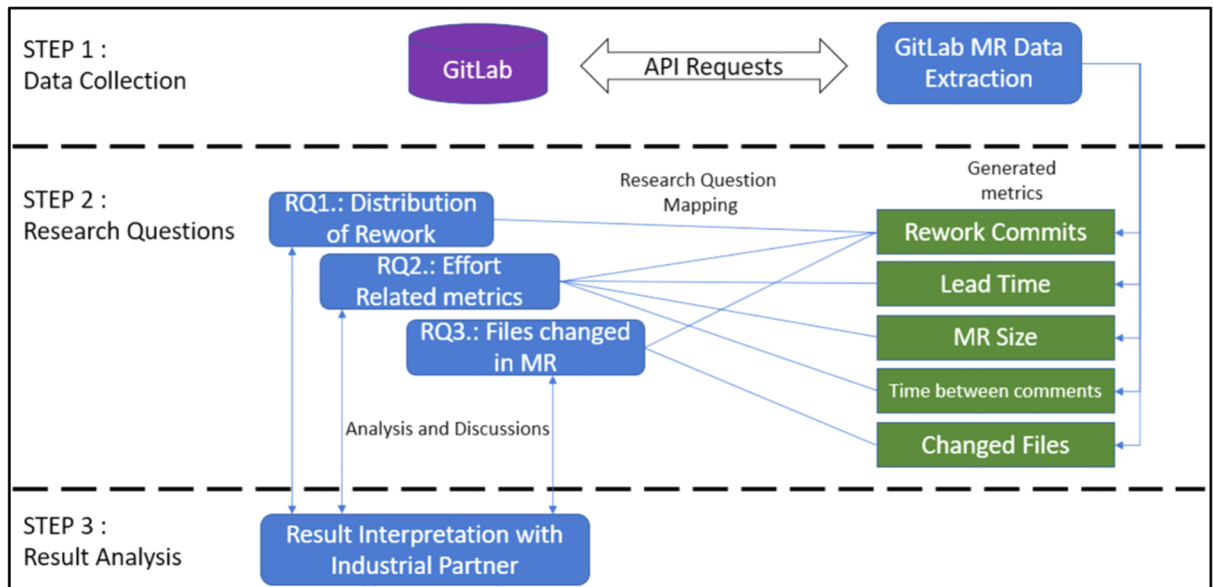 STEP 1 :
Data Collection
GitLab
API Requests
GitLab MR Data
Extraction
STEP 2 :
Research Questions
RQ1.: Distribution
of Rework
RQ2.: Effort
Related metrics
RQ3.: Files changed
in MR
Research Question
Mapping
Generated
metrics
Rework Commits
Lead Time
MR Size
Time between comments
Changed Files
Analysis and Discussions
STEP 3 :
Result Analysis
Result Interpretation with
Industrial Partner